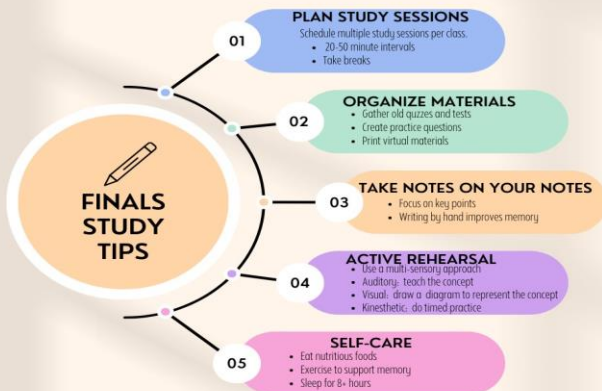 FINALS
STUDY
TIPS
01
PLAN STUDY SESSIONS
Schedule multiple study sessions per class.
• 20-50 minute intervals
• Take breaks
02
ORGANIZE MATERIALS
• Gather old quzzes and tests
• Create practice questions
• Print virtual materials
03
TAKE NOTES ON YOUR NOTES
• Focus on key points
• Writing by hand improves memory
04
ACTIVE REHEARSAL
• Use a multi-sensory approach
• Auditory: teach the concept
• Visual: draw a diagram to represent the concept
• Kinesthetic: do timed practice
05
SELF-CARE
• Eat nutritious foods
• Exercise to support memory
• Sleep for 8+ hours